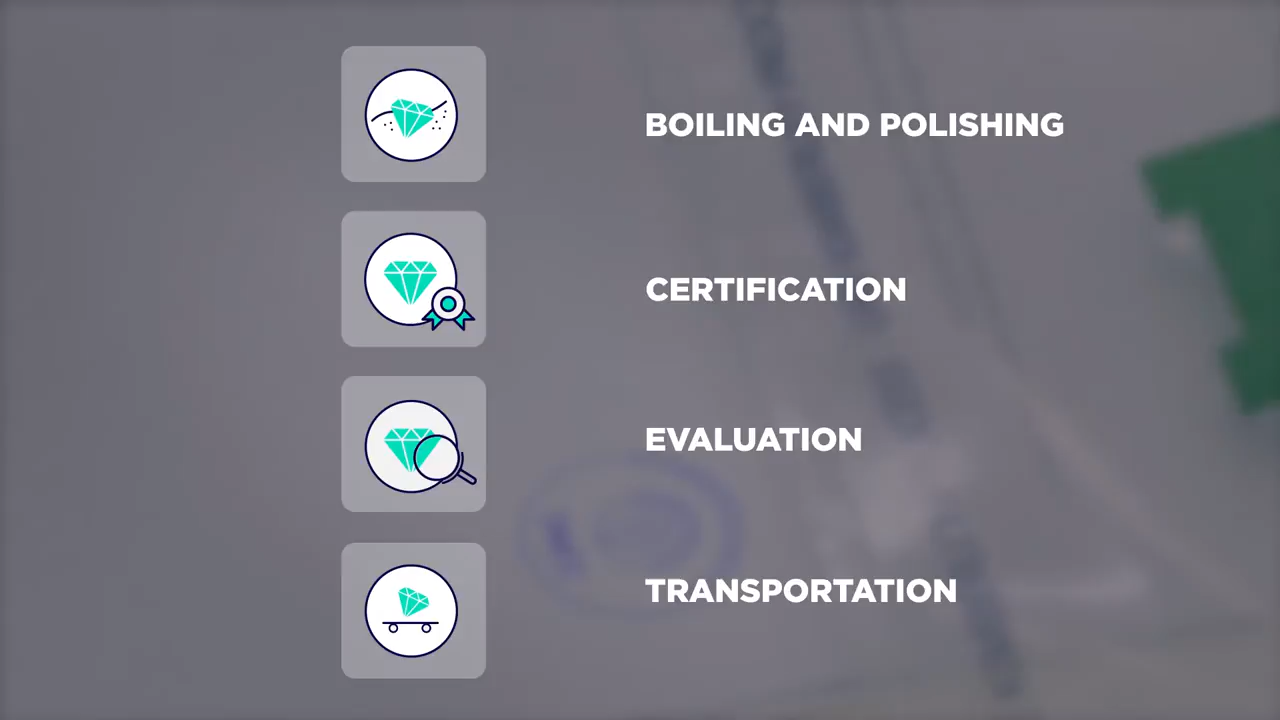 BOILING AND POLISHING
CERTIFICATION
EVALUATION
TRANSPORTATION